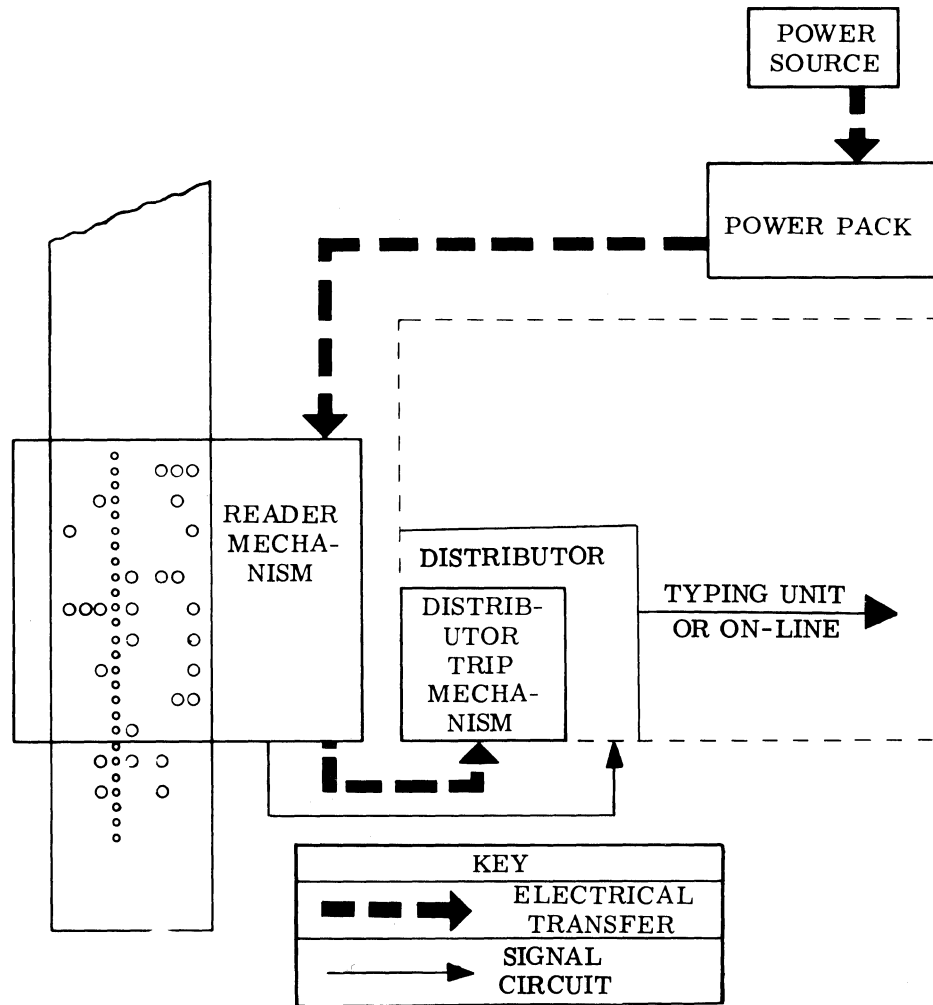 POWER
SOURCE
POWER PACK
READER
MECHA-
NISM
DISTRIBUTOR
DISTRIB-
UTOR
TRIP
MECHA-
NISM
TYPING UNIT
OR ON-LINE
KEY
ELECTRICAL
TRANSFER
SIGNAL
CIRCUIT